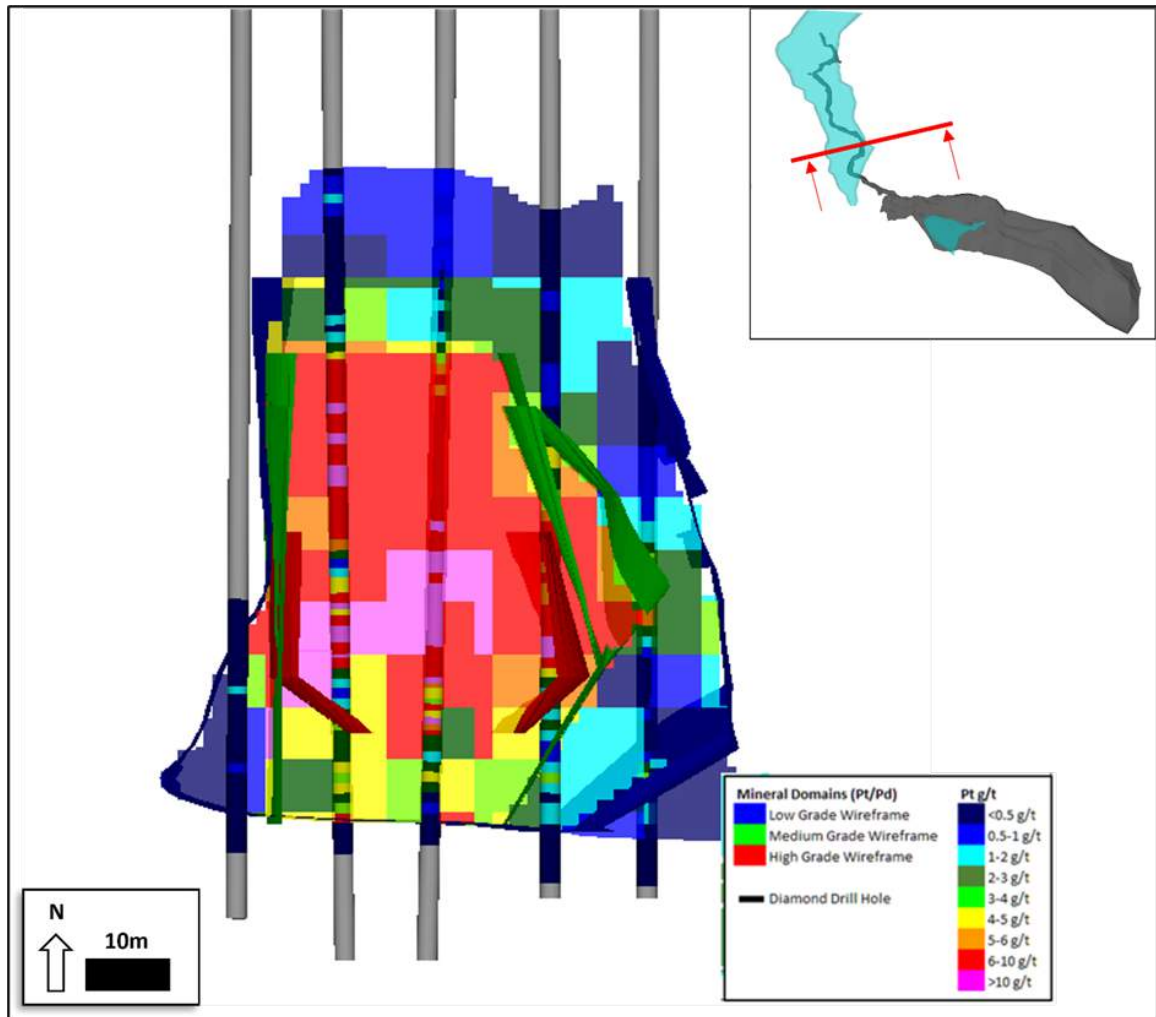 Mineral Domains (Pt/Pd)
Low Grade Wireframe
Medium Grade Wireframe
High Grade Wireframe
Diamond Drill Hole
Pt g/t
<0.5 g/t
0.5-1 g/t
1-2 g/t
2-3 g/t
3-4 g/t
4-5 g/t
5-6 g/t
6-10 g/t
>10 g/t
N
10m